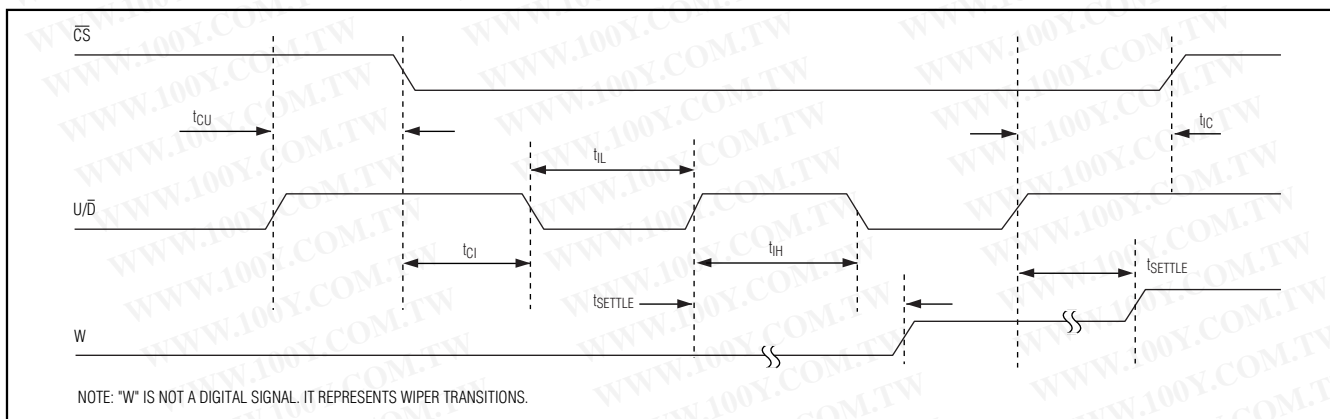 C̅S̅
tCU
tIC
tIL
U/D̅
tCI
tIH
tSETTLE
tSETTLE
W
NOTE: "W" IS NOT A DIGITAL SIGNAL. IT REPRESENTS WIPER TRANSITIONS.
WWW.100Y.COM.TW